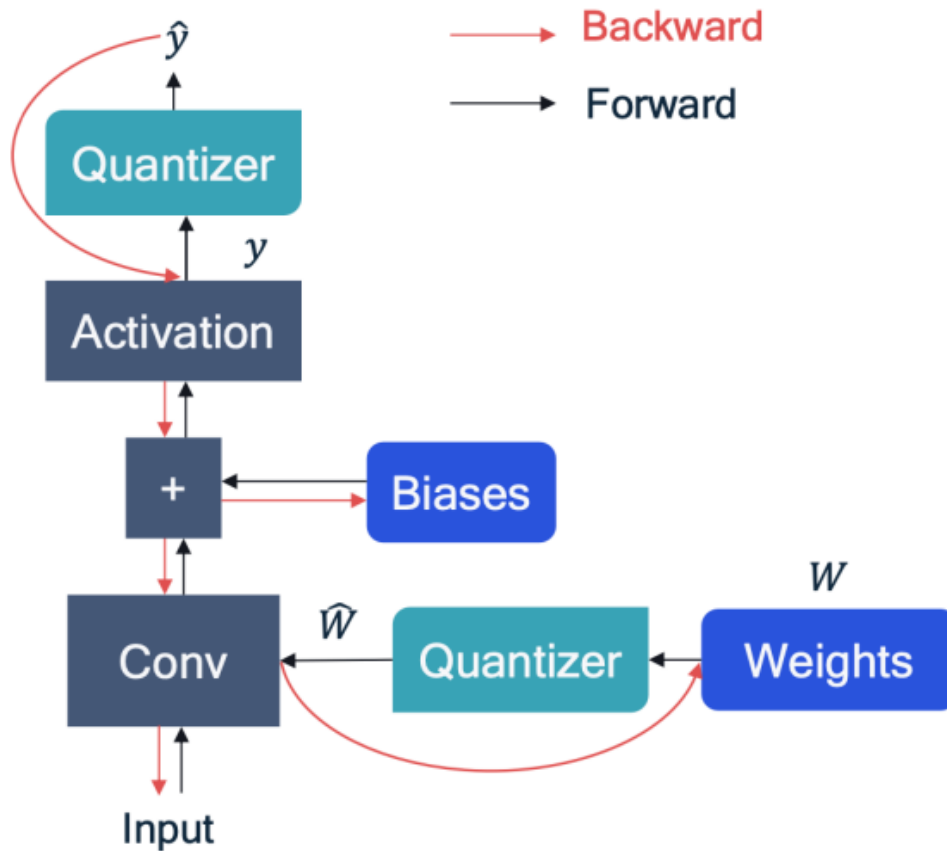 ŷ
Backward
Forward
Quantizer
y
Activation
+
Biases
W
Ŵ
Conv
Quantizer
Weights
Input